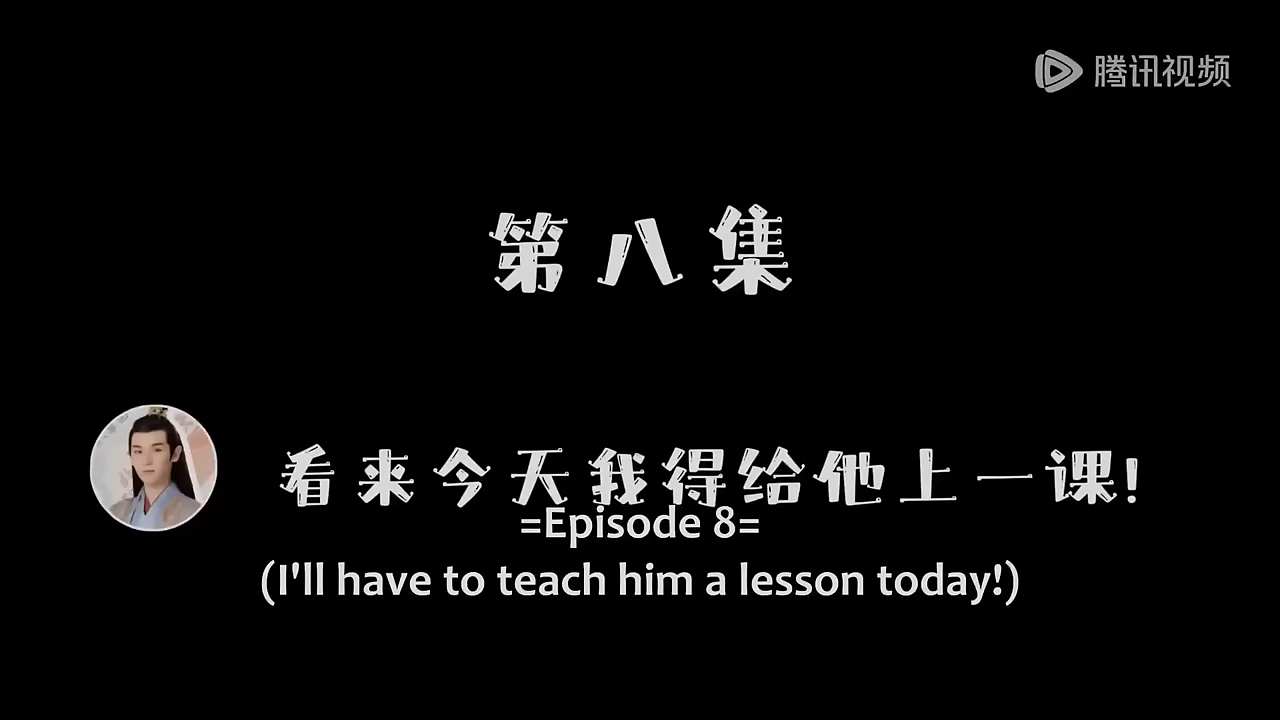 腾讯视频
第八集
看来今天我得给他上一课!
=Episode 8=
(I'll have to teach him a lesson today!)